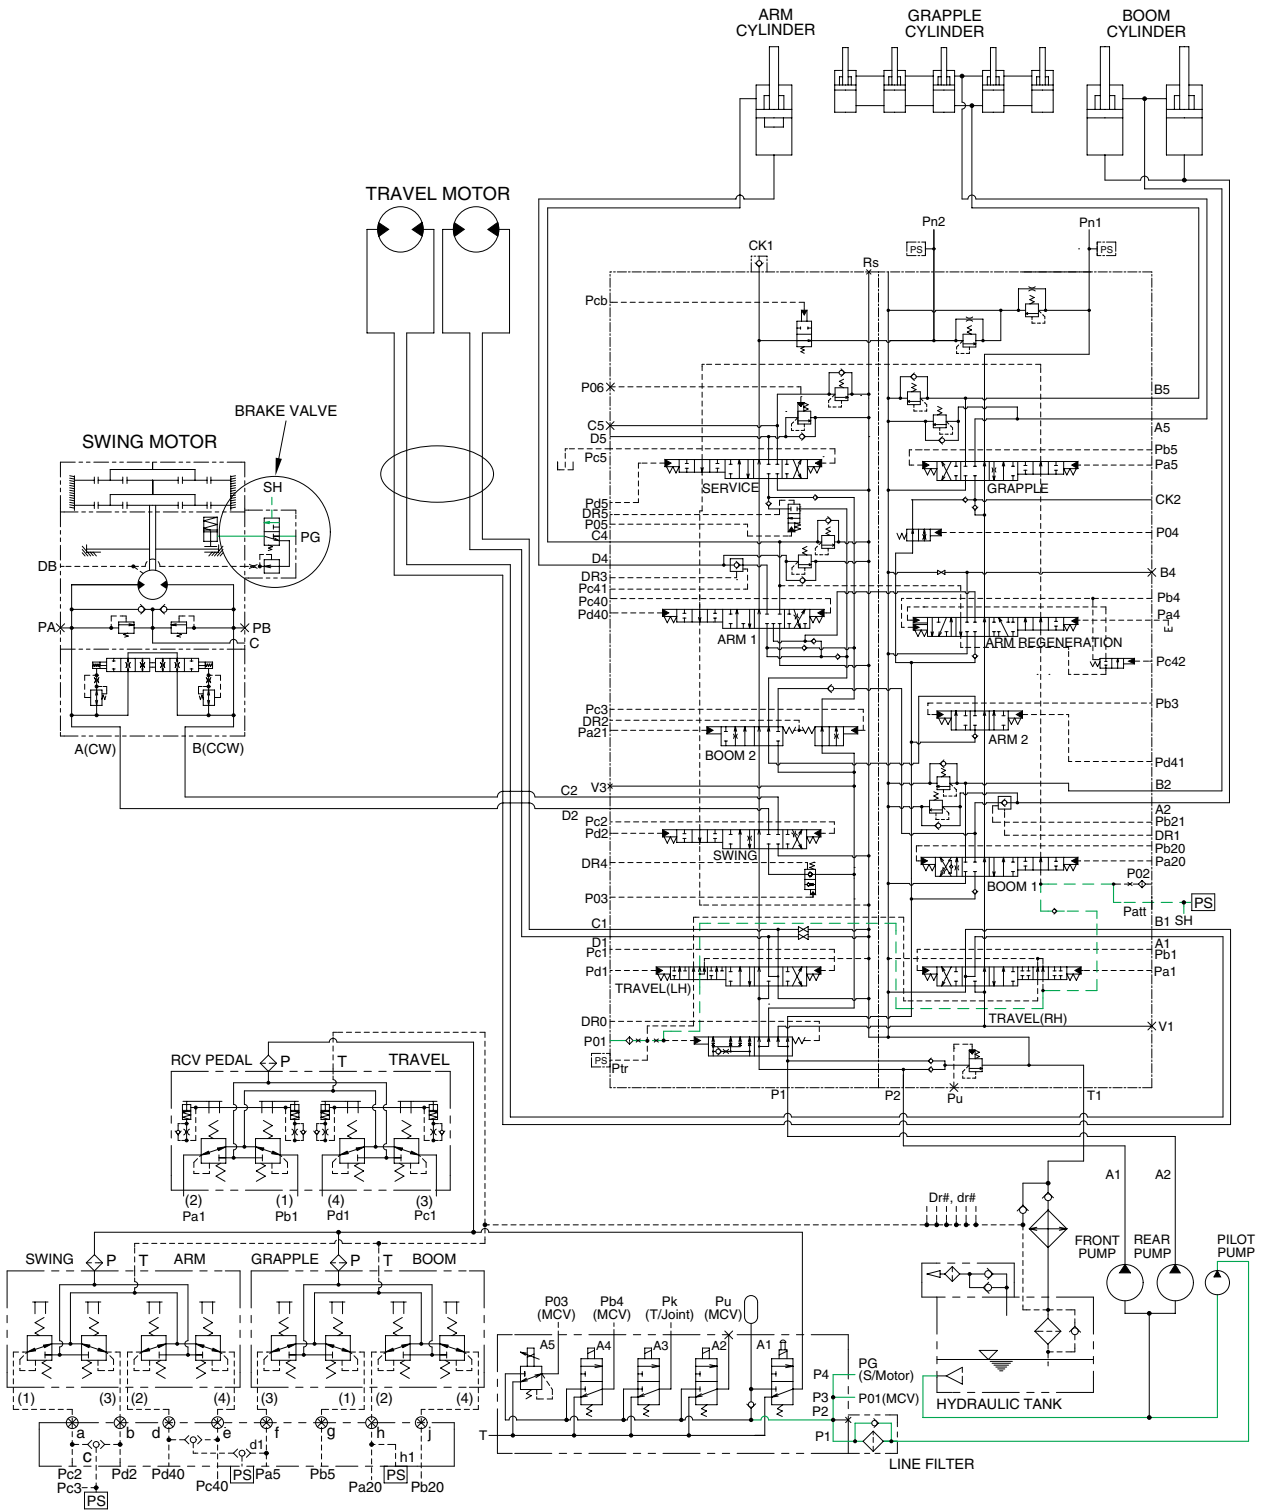 ARM
CYLINDER
GRAPPLE
CYLINDER
BOOM
CYLINDER
TRAVEL MOTOR
Pn2
Pn1
PS
PS
CK1
Rs
Pcb
P06
C5
D5
Pc5
Pd5
DR5
P05
C4
D4
DR3
Pc41
Pc40
Pd40
Pc3
DR2
Pa21
V3
C2
D2
Pc2
Pd2
DR4
P03
C1
D1
Pc1
Pd1
DR0
P01
PS
Ptr
SERVICE
ARM 1
BOOM 2
SWING
TRAVEL(LH)
GRAPPLE
ARM REGENERATION
ARM 2
BOOM 1
TRAVEL(RH)
B5
A5
Pb5
Pa5
CK2
P04
B4
Pb4
Pa4
Pc42
Pb3
Pd41
B2
A2
Pb21
DR1
Pb20
Pa20
P02
Patt
SH
PS
B1
A1
Pb1
Pa1
V1
P1
P2
Pu
T1
BRAKE VALVE
SWING MOTOR
SH
PG
DB
PA
PB
C
A(CW)
B(CCW)
RCV PEDAL
P
T
TRAVEL
(2)
(1)
(4)
(3)
Pa1
Pb1
Pd1
Pc1
SWING
P
T
ARM
GRAPPLE
P
T
BOOM
(1)
(3)
(2)
(4)
(3)
(1)
(2)
(4)
a
b
d
e
f
g
h
j
c
d1
h1
Pc2
Pd2
Pd40
PS
Pa5
Pb5
PS
Pc3
Pc40
Pa20
Pb20
PS
P03
(MCV)
Pb4
(MCV)
Pk
(T/Joint)
Pu
(MCV)
A5
A4
A3
A2
A1
T
P4
PG
(S/Motor)
P3
P01(MCV)
P2
P1
LINE FILTER
A1
A2
Dr#, dr#
FRONT
PUMP
REAR
PUMP
PILOT
PUMP
HYDRAULIC TANK